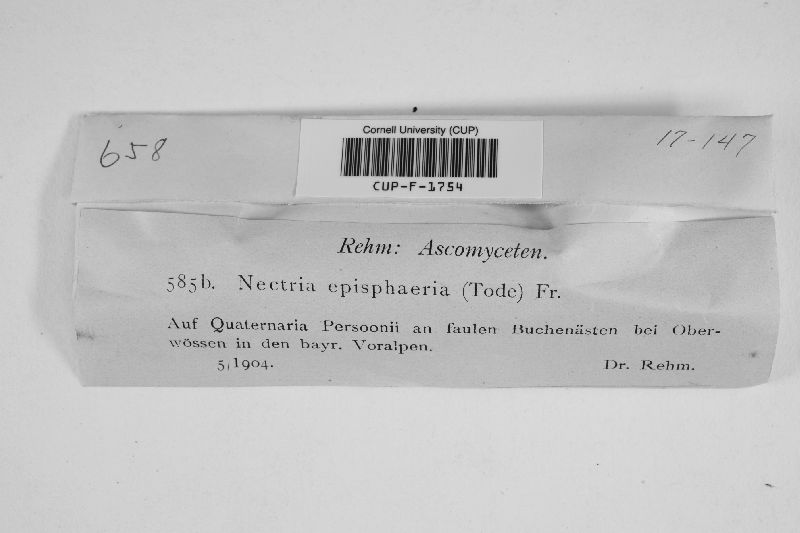 658
Cornell University (CUP)
CUP-F-1754
17-147
Rehm: Ascomyceten.
585b. Nectria episphaeria (Tode) Fr.
Auf Quaternaria Persoonii an faulen Buchenästen bei Ober-
wössen in den bayr. Voralpen.
5/1904.
Dr. Rehm.